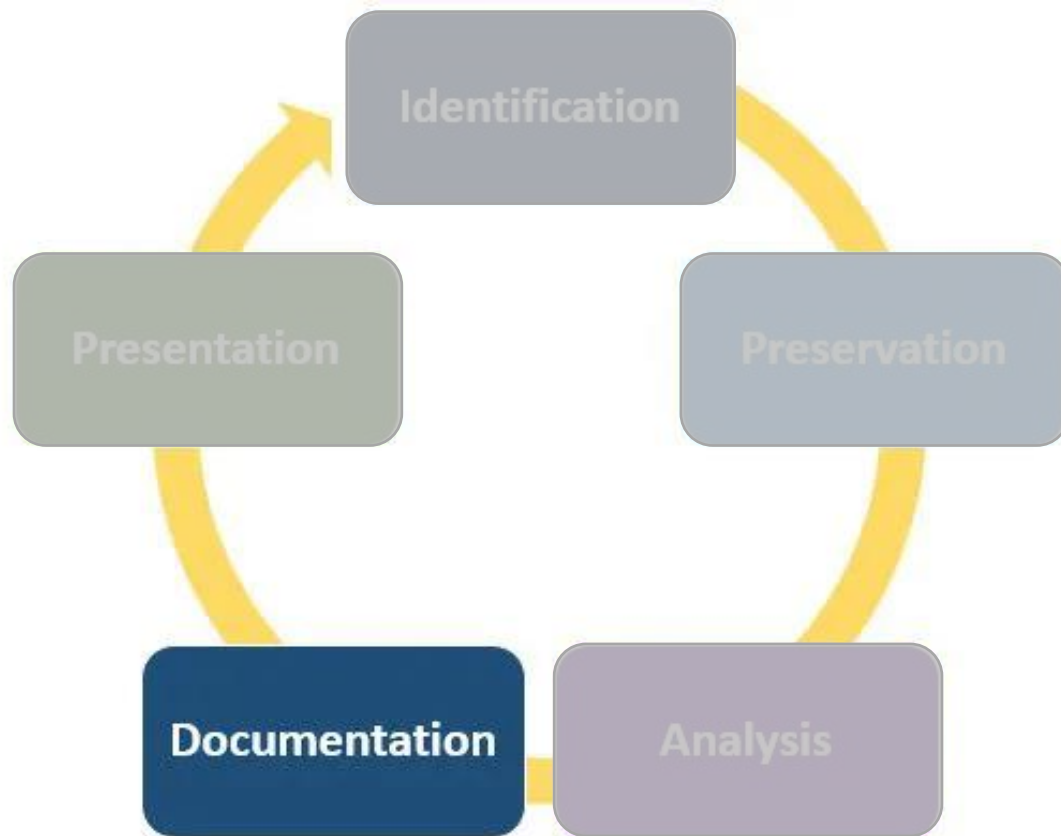 Identification
Preservation
Analysis
Documentation
Presentation